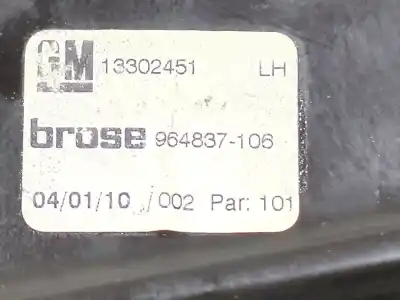 GM 13302451 LH
brose 964837-106
04/01/10 /002 Par: 101